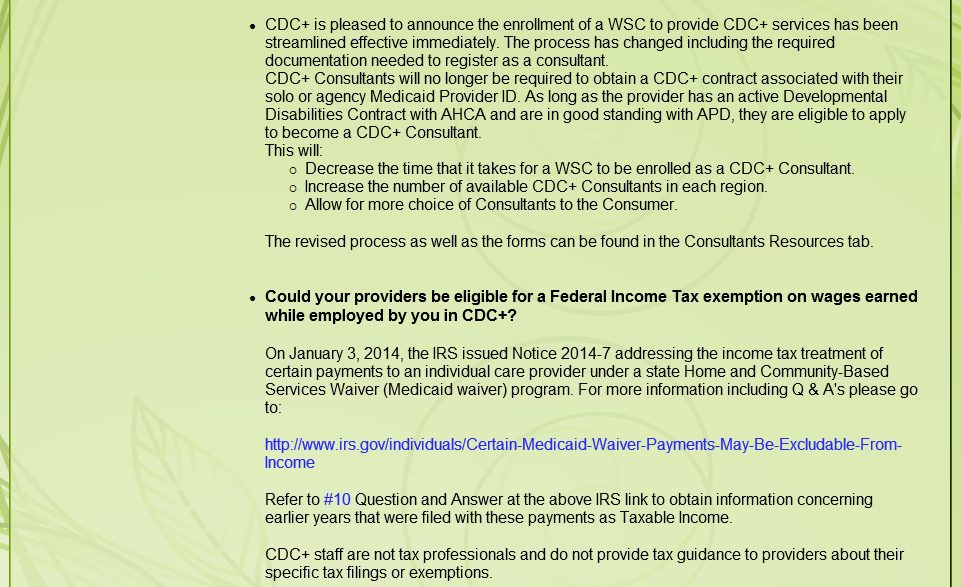 CDC+ is pleased to announce the enrollment of a WSC to provide CDC+ services has been
streamlined effective immediately. The process has changed including the required
documentation needed to register as a consultant.
CDC+ Consultants will no longer be required to obtain a CDC+ contract associated with their
solo or agency Medicaid Provider ID. As long as the provider has an active Developmental
Disabilities Contract with AHCA and are in good standing with APD, they are eligible to apply
to become a CDC+ Consultant.
This will:
Decrease the time that it takes for a WSC to be enrolled as a CDC+ Consultant.
Increase the number of available CDC+ Consultants in each region.
Allow for more choice of Consultants to the Consumer.
The revised process as well as the forms can be found in the Consultants Resources tab.
Could your providers be eligible for a Federal Income Tax exemption on wages earned
while employed by you in CDC+?
On January 3, 2014, the IRS issued Notice 2014-7 addressing the income tax treatment of
certain payments to an individual care provider under a state Home and Community-Based
Services Waiver (Medicaid waiver) program. For more information including Q & A's please go
to:
http://www.irs.gov/individuals/Certain-Medicaid-Waiver-Payments-May-Be-Excludable-From-
Income
Refer to #10 Question and Answer at the above IRS link to obtain information concerning
earlier years that were filed with these payments as Taxable Income.
CDC+ staff are not tax professionals and do not provide tax guidance to providers about their
specific tax filings or exemptions.